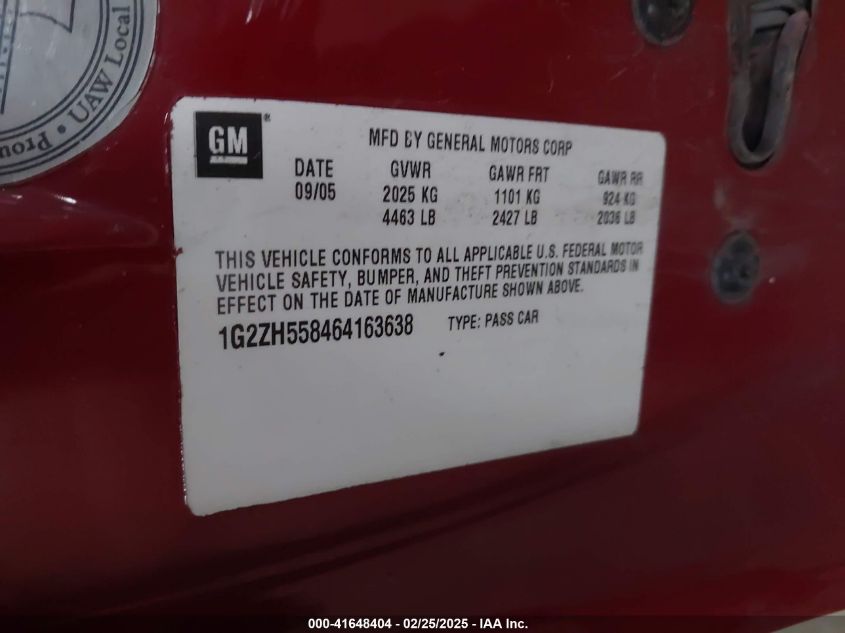 Proud
UAW Local
GM
MFD BY GENERAL MOTORS CORP
DATE GVWR GAWR FRT GAWR RR
09/05 2025 KG 1101 KG 924 KG
4463 LB 2427 LB 2036 LB
THIS VEHICLE CONFORMS TO ALL APPLICABLE U.S. FEDERAL MOTOR
VEHICLE SAFETY, BUMPER, AND THEFT PREVENTION STANDARDS IN
EFFECT ON THE DATE OF MANUFACTURE SHOWN ABOVE.
1G2ZH558464163638 TYPE: PASS CAR
000-41648404 - 02/25/2025 - IAA Inc.